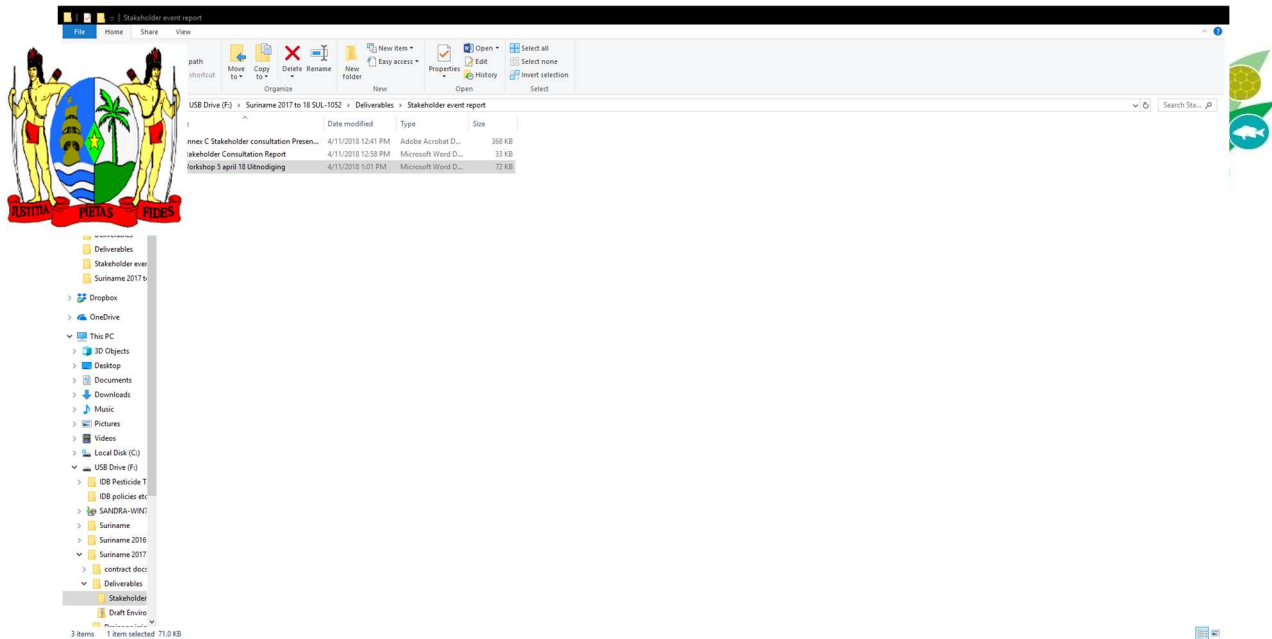 Stakeholder event report
File Home Share View
path
shortcut
Move to
Copy to
Delete
Rename
New folder
New item
Easy access
Properties
Open
Edit
History
Select all
Select none
Invert selection
Organize New Open Select
USB Drive (F:) > Suriname 2017 to 18 SUL-1052 > Deliverables > Stakeholder event report
Search Sta...
Date modified Type Size
nnex C Stakeholder consultation Presen... 4/11/2018 12:41 PM Adobe Acrobat D... 368 KB
takeholder Consultation Report 4/11/2018 12:58 PM Microsoft Word D... 33 KB
orkshop 5 april 18 Uitnodiging 4/11/2018 1:01 PM Microsoft Word D... 72 KB
JUSTITIA PIETAS FIDES
Deliverables
Deliverables
Stakeholder ever
Suriname 2017 t
Dropbox
OneDrive
This PC
3D Objects
Desktop
Documents
Downloads
Music
Pictures
Videos
Local Disk (C:)
USB Drive (F:)
IDB Pesticide T
IDB policies etc
SANDRA-WIN7
Suriname
Suriname 2016
Suriname 2017
contract docs
Deliverables
Stakeholder
Draft Enviro
3 items 1 item selected 71.0 KB